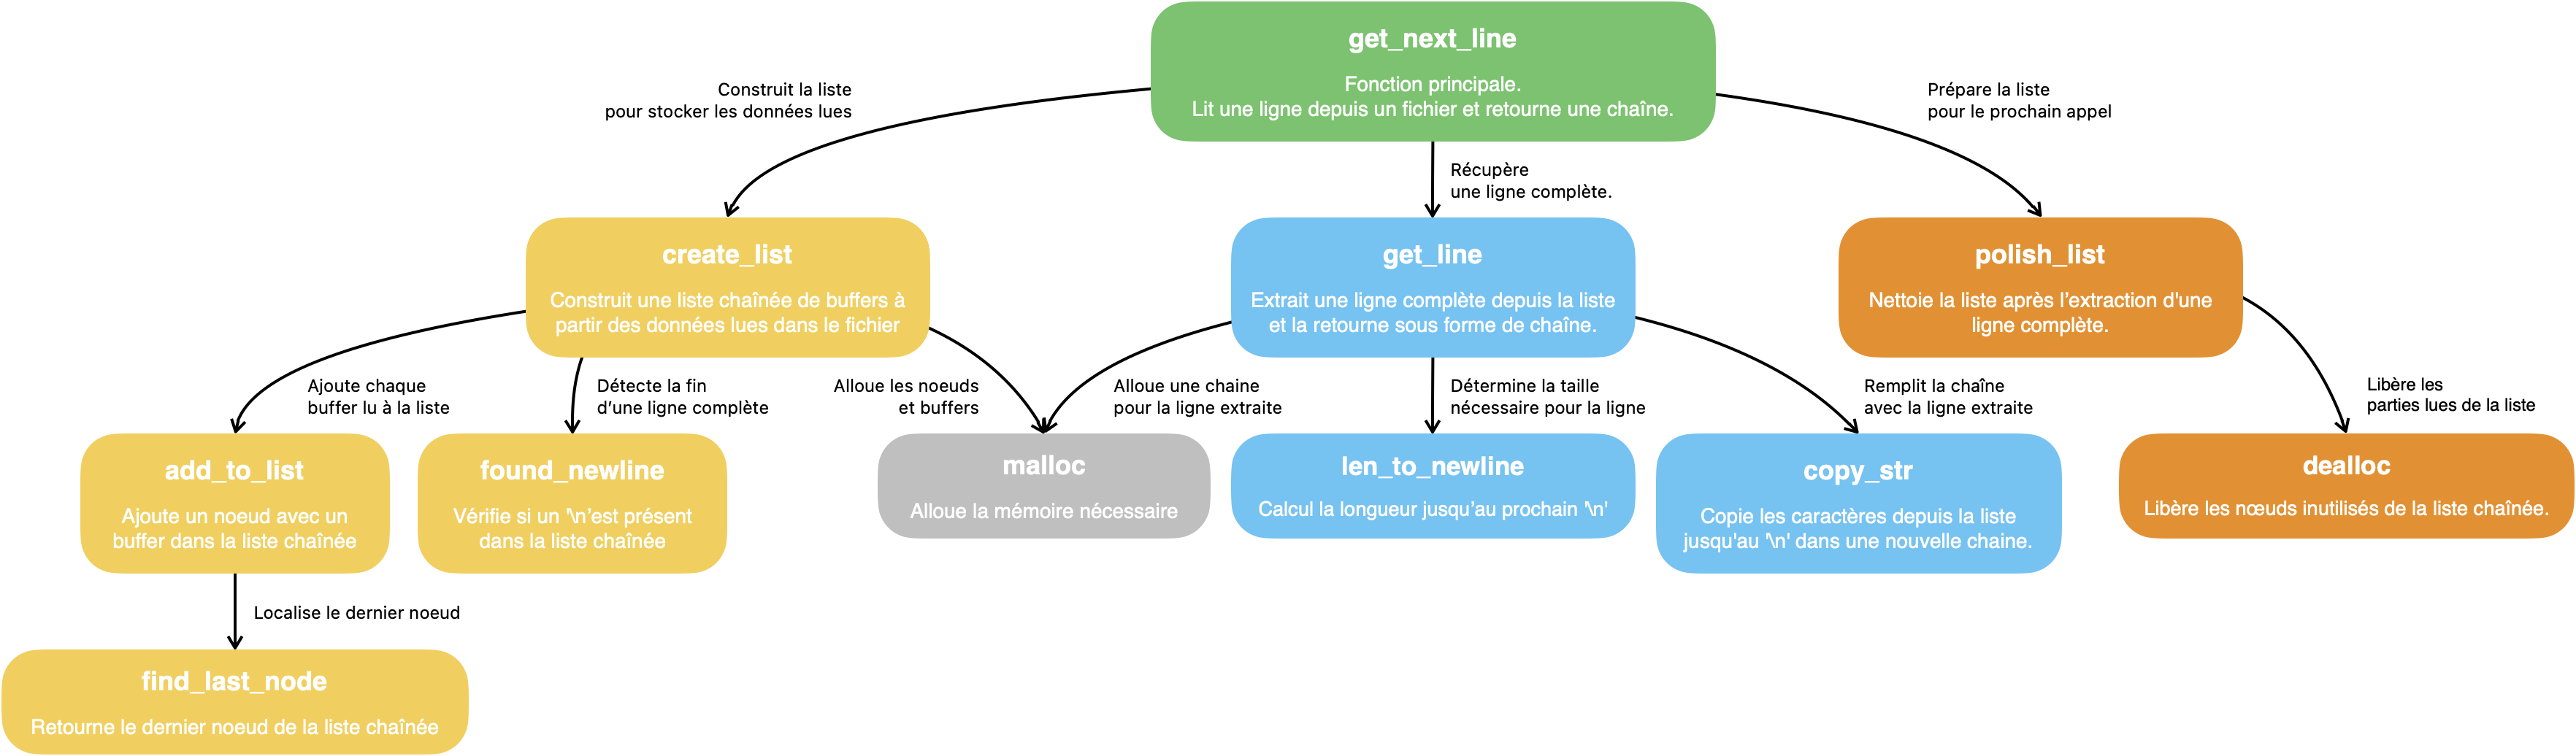 get_next_line
Fonction principale.
Lit une ligne depuis un fichier et retourne une chaîne.
Construit la liste
pour stocker les données lues
Récupère
une ligne complète.
Prépare la liste
pour le prochain appel
create_list
Construit une liste chaînée de buffers à
partir des données lues dans le fichier
get_line
Extrait une ligne complète depuis la liste
et la retourne sous forme de chaîne.
polish_list
Nettoie la liste après l’extraction d'une
ligne complète.
Ajoute chaque
buffer lu à la liste
Détecte la fin
d’une ligne complète
Alloue les noeuds
et buffers
Alloue une chaine
pour la ligne extraite
Détermine la taille
nécessaire pour la ligne
Remplit la chaîne
avec la ligne extraite
Libère les
parties lues de la liste
add_to_list
Ajoute un noeud avec un
buffer dans la liste chaînée
found_newline
Vérifie si un '\n’est présent
dans la liste chaînée
malloc
Alloue la mémoire nécessaire
len_to_newline
Calcul la longueur jusqu’au prochain '\n'
copy_str
Copie les caractères depuis la liste
jusqu'au '\n' dans une nouvelle chaine.
dealloc
Libère les nœuds inutilisés de la liste chaînée.
Localise le dernier noeud
find_last_node
Retourne le dernier noeud de la liste chaînée